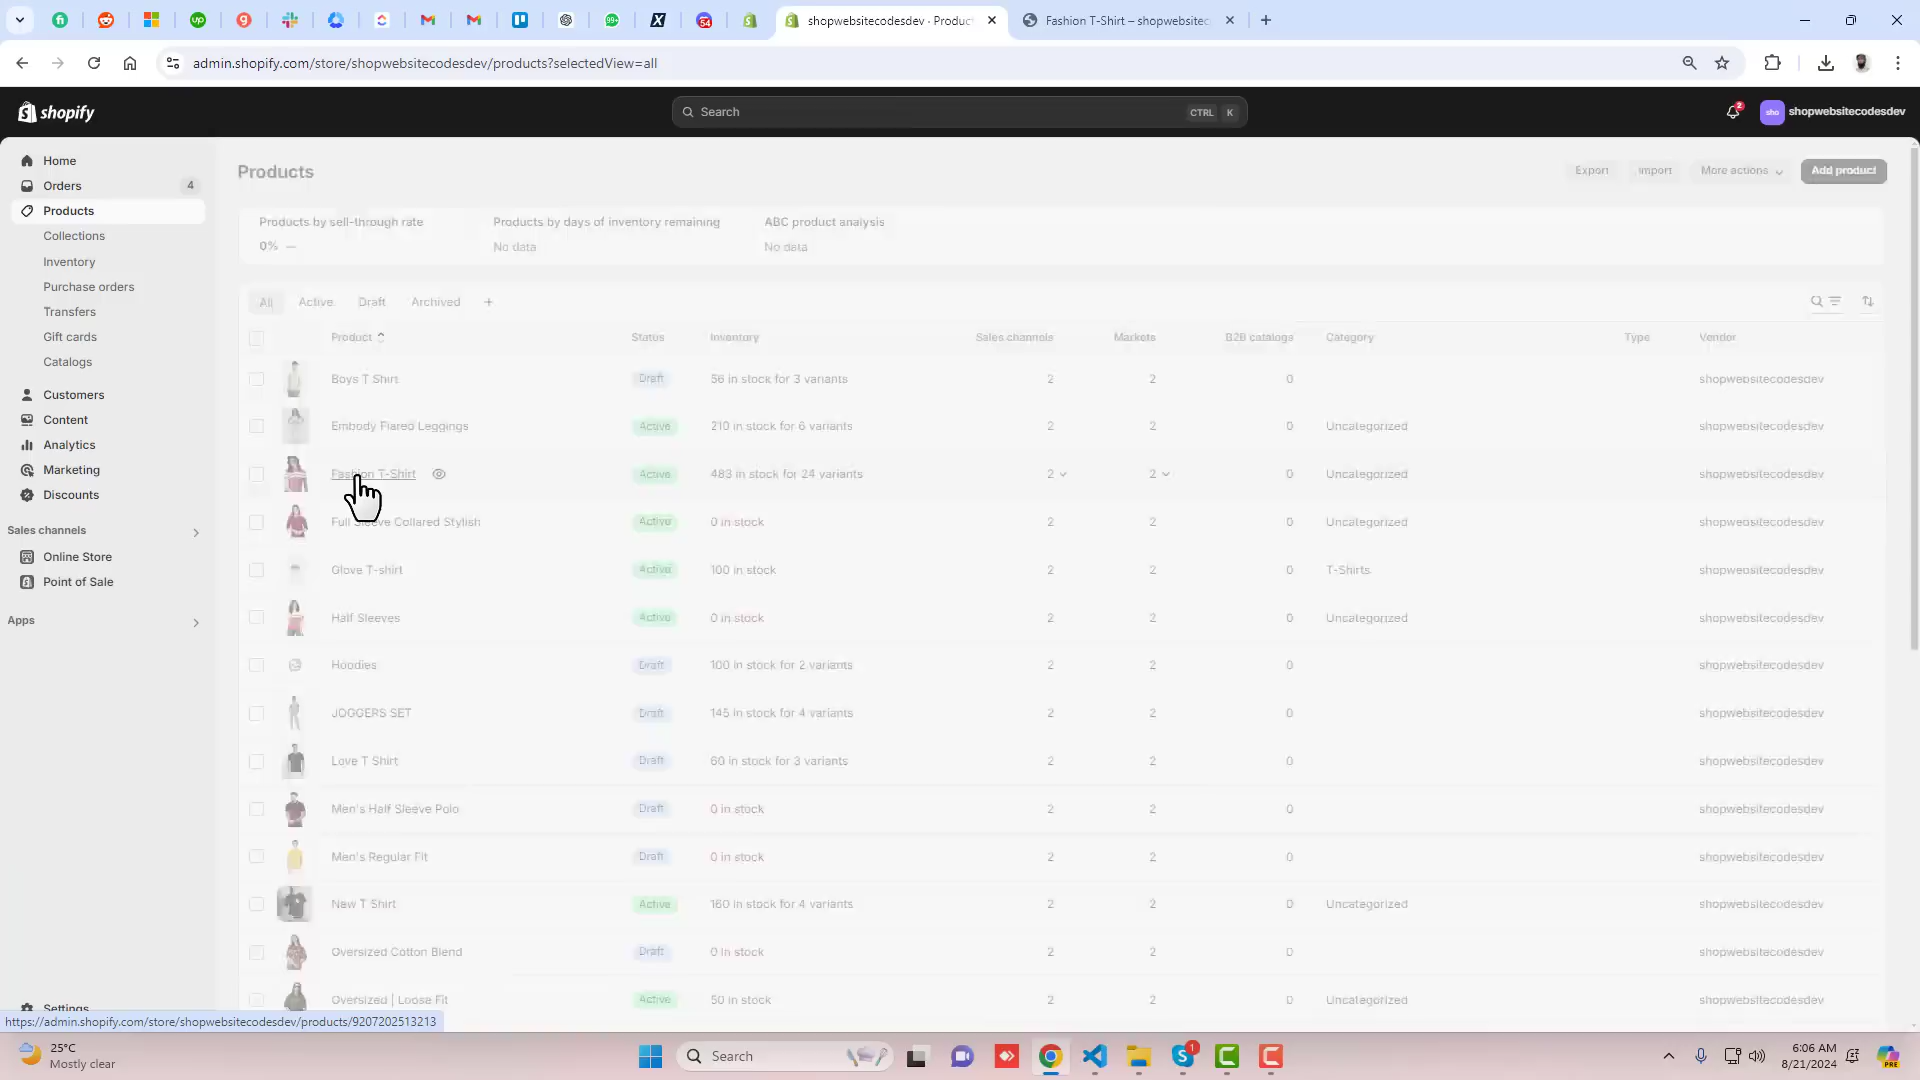 shopwebsitecodesdev · Produc
Fashion T-Shirt – shopwebsitec
admin.shopify.com/store/shopwebsitecodesdev/products?selectedView=all
shopify
Search
CTRL
K
2
sho
shopwebsitecodesdev
Home
Orders
4
Products
Collections
Inventory
Purchase orders
Transfers
Gift cards
Catalogs
Customers
Content
Analytics
Marketing
Discounts
Sales channels
Online Store
Point of Sale
Apps
Settings
Products
Export
Import
More actions
Add product
Products by sell-through rate
0% —
Products by days of inventory remaining
No data
ABC product analysis
No data
All
Active
Draft
Archived
+
Product
Status
Inventory
Sales channels
Markets
B2B catalogs
Category
Type
Vendor
Boys T Shirt Draft 56 in stock for 3 variants 2 2 0 shopwebsitecodesdev
Embody Flared Leggings Active 210 in stock for 6 variants 2 2 0 Uncategorized shopwebsitecodesdev
Fashion T-Shirt Active 483 in stock for 24 variants 2 2 0 Uncategorized shopwebsitecodesdev
Full Sleeve Collared Stylish Active 0 in stock 2 2 0 Uncategorized shopwebsitecodesdev
Glove T-shirt Active 100 in stock 2 2 0 T-Shirts shopwebsitecodesdev
Half Sleeves Active 0 in stock 2 2 0 Uncategorized shopwebsitecodesdev
Hoodies Draft 100 in stock for 2 variants 2 2 0 shopwebsitecodesdev
JOGGERS SET Draft 145 in stock for 4 variants 2 2 0 shopwebsitecodesdev
Love T Shirt Draft 60 in stock for 3 variants 2 2 0 shopwebsitecodesdev
Men's Half Sleeve Polo Draft 0 in stock 2 2 0 shopwebsitecodesdev
Men's Regular Fit Draft 0 in stock 2 2 0 shopwebsitecodesdev
New T Shirt Active 160 in stock for 4 variants 2 2 0 Uncategorized shopwebsitecodesdev
Oversized Cotton Blend Draft 0 in stock 2 2 0 shopwebsitecodesdev
Oversized | Loose Fit Active 50 in stock 2 2 0 Uncategorized shopwebsitecodesdev
https://admin.shopify.com/store/shopwebsitecodesdev/products/9207202513213
25°C
Mostly clear
Search
1
6:06 AM
8/21/2024
PRE